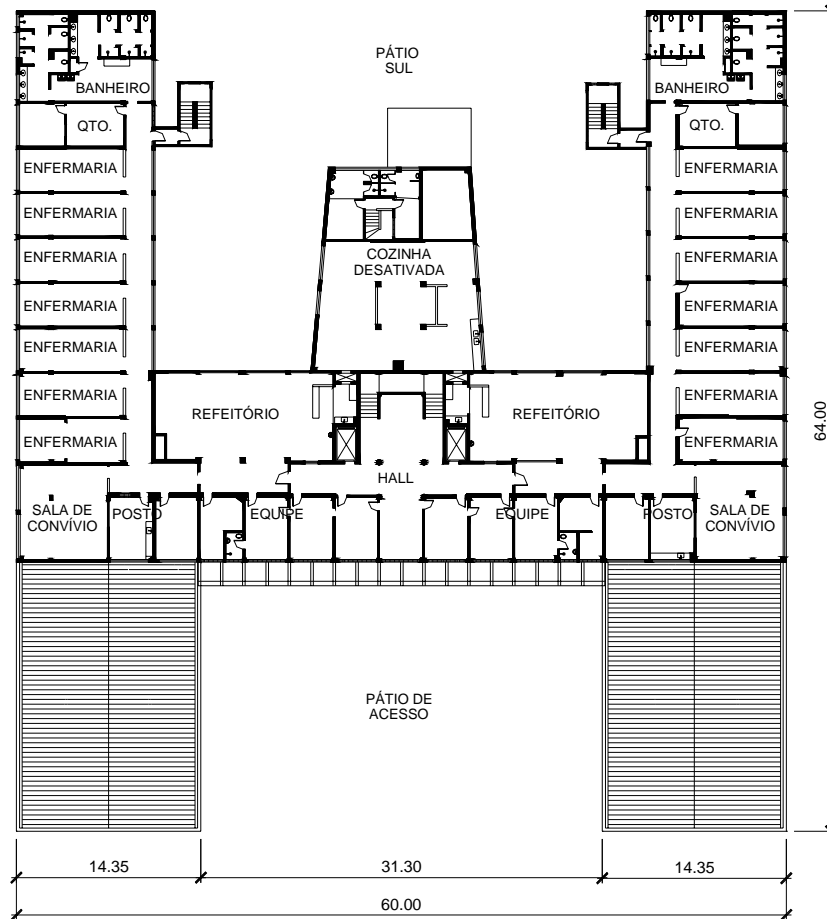 PÁTIO
SUL
BANHEIRO
BANHEIRO
QTO.
QTO.
ENFERMARIA
ENFERMARIA
ENFERMARIA
ENFERMARIA
COZINHA
DESATIVADA
ENFERMARIA
ENFERMARIA
ENFERMARIA
ENFERMARIA
ENFERMARIA
ENFERMARIA
ENFERMARIA
ENFERMARIA
REFEITÓRIO
REFEITÓRIO
64.00
ENFERMARIA
ENFERMARIA
HALL
SALA DE
CONVÍVIO
POSTO
EQUIPE
EQUIPE
POSTO
SALA DE
CONVÍVIO
PÁTIO DE
ACESSO
14.35
31.30
14.35
60.00